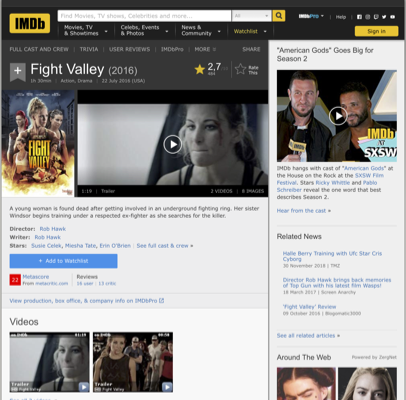 IMDb
Find Movies, TV shows, Celebrities and more...
All
IMDbPro
Help
Movies, TV
& Showtimes
Celebs, Events
& Photos
News &
Community
Watchlist
Sign in
FULL CAST AND CREW | TRIVIA | USER REVIEWS | IMDbPro | MORE
SHARE
Fight Valley (2016)
1h 30min | Action, Drama | 22 July 2016 (USA)
2,7
Rate
This
FIGHT
VALLEY
1:19 | Trailer
2 VIDEOS | 8 IMAGES
A young woman is found dead after getting involved in an underground fighting ring. Her sister
Windsor begins training under a respected ex-fighter as she searches for the killer.
Director: Rob Hawk
Writer: Rob Hawk
Stars: Susie Celek, Miesha Tate, Erin O'Brien | See full cast & crew »
+ Add to Watchlist
22
Metascore
From metacritic.com
Reviews
16 user | 13 critic
View production, box office, & company info on IMDbPro
Videos
Trailer
Fight Valley
Trailer
Fight Valley
"American Gods" Goes Big for
Season 2
IMDb
SXSW
IMDb hangs with cast of "American Gods" at
the House on the Rock at the SXSW Film
Festival. Stars Ricky Whittle and Pablo
Schreiber reveal the one word that best
describes Season 2.
Hear from the cast »
Related News
Halle Berry Training with Ufc Star Cris
Cyborg
30 November 2018 | TMZ
Director Rob Hawk brings back memories
of Top Gun with his latest film Waspo!
18 March 2017 | Screen Anarchy
'Fight Valley' Review
09 October 2016 | Blogomatic3000
See all related articles »
Around The Web
Powered by ZergNet